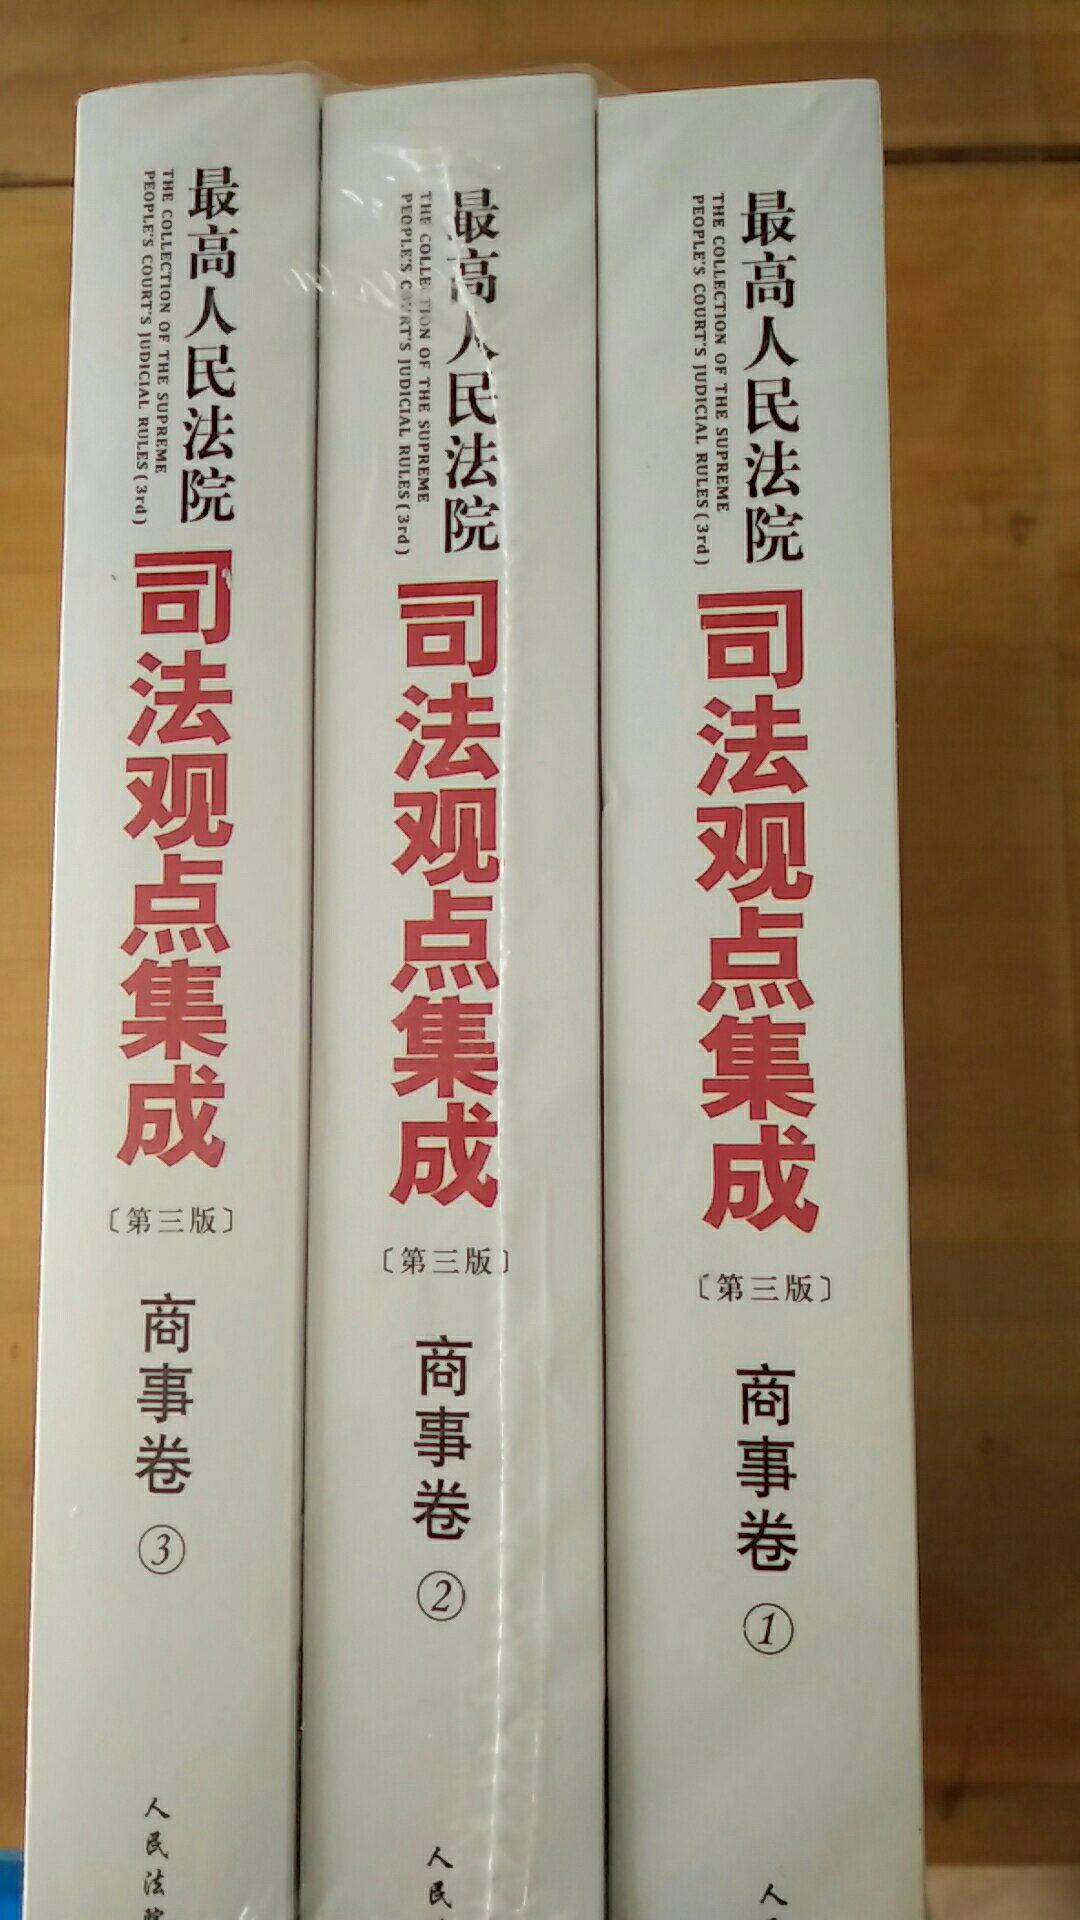 最高人民法院
THE COLLECTION OF THE SUPREME
PEOPLE'S COURT'S JUDICIAL RULES(3rd)
司法观点集成
〔第三版〕
商事卷
③
人民法院
最高人民法院
THE COLLECTION OF THE SUPREME
PEOPLE'S COURT'S JUDICIAL RULES(3rd)
司法观点集成
〔第三版〕
商事卷
②
人民
最高人民法院
THE COLLECTION OF THE SUPREME
PEOPLE'S COURT'S JUDICIAL RULES(3rd)
司法观点集成
〔第三版〕
商事卷
①
人